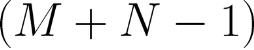 (M + N − 1)